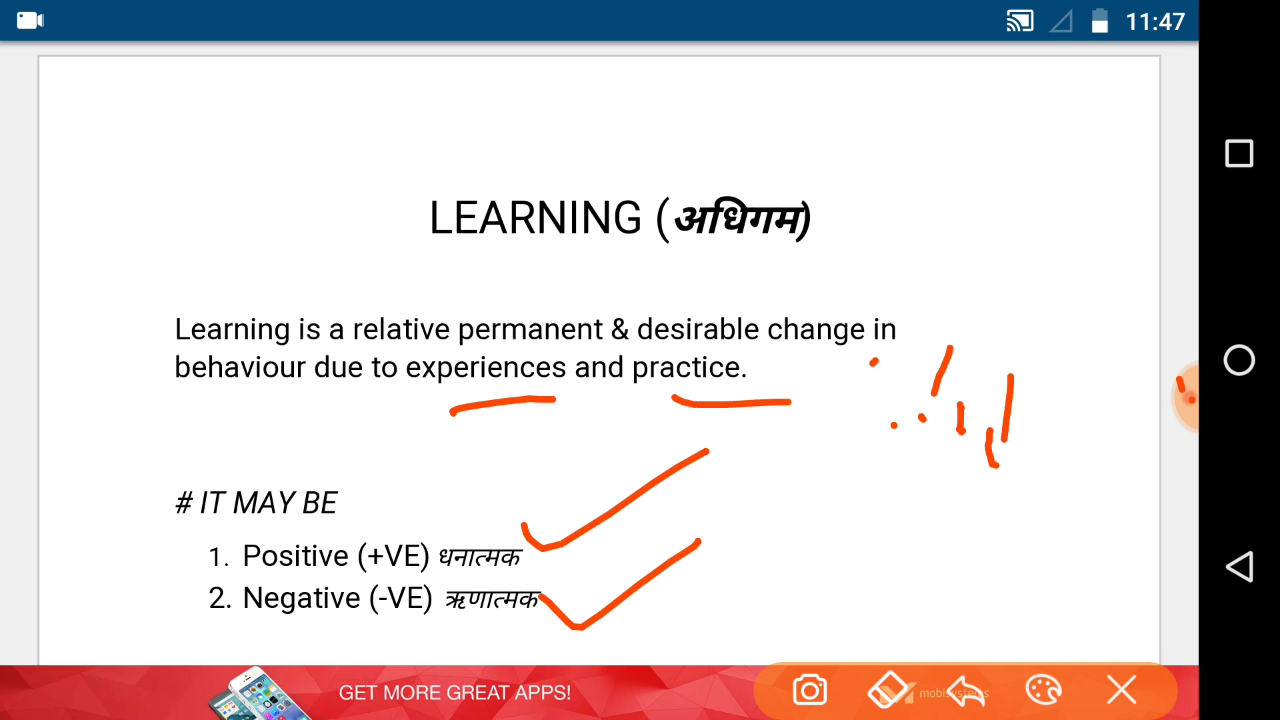 11:47
LEARNING (अधिगम)
Learning is a relative permanent & desirable change in
behaviour due to experiences and practice.
# IT MAY BE
1. Positive (+VE) धनात्मक
2. Negative (-VE) ऋणात्मक
GET MORE GREAT APPS!
mobisystems